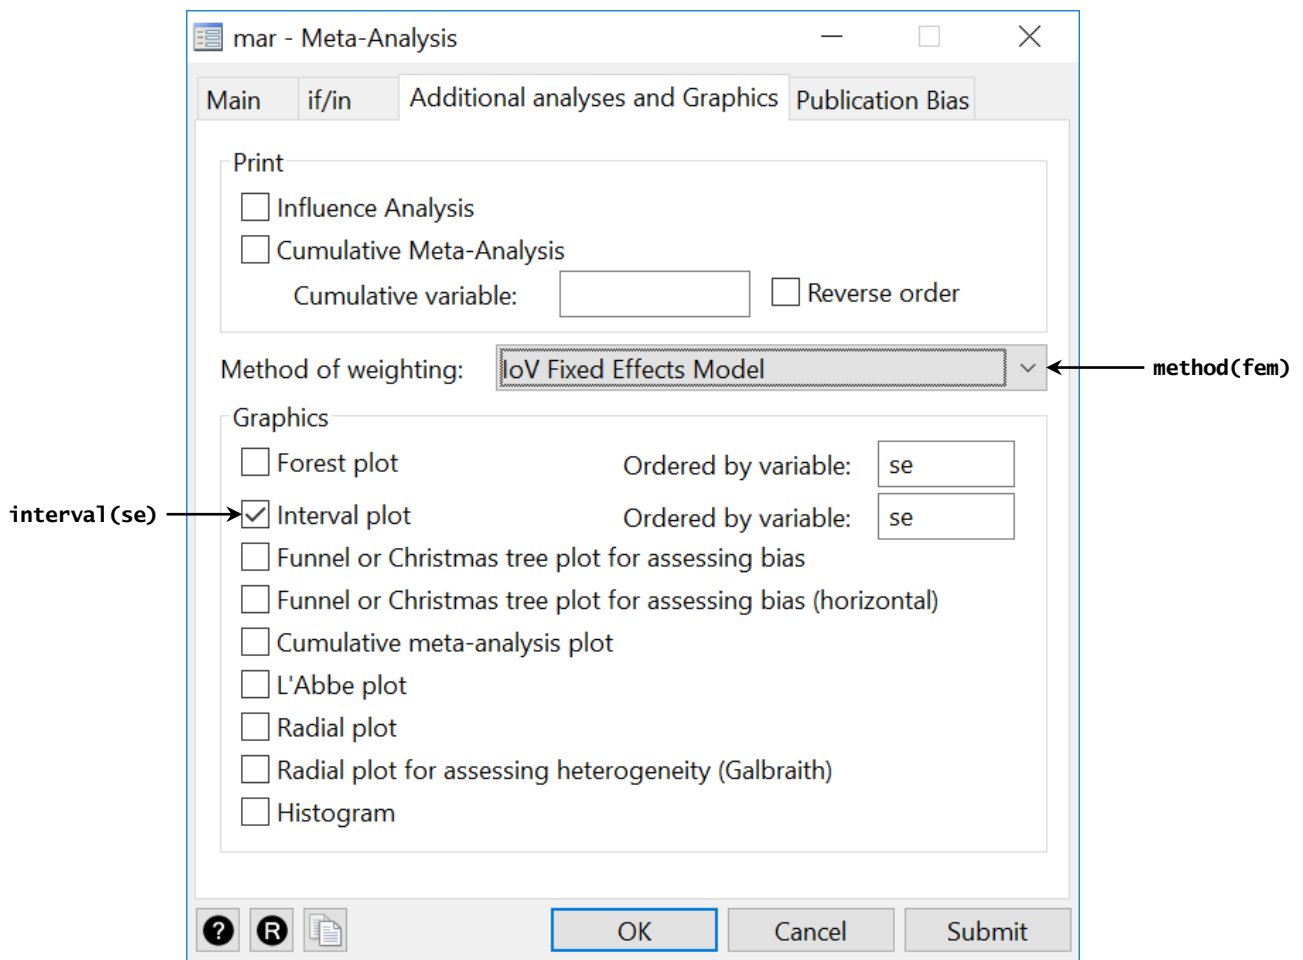 mar - Meta-Analysis
Main if/in Additional analyses and Graphics Publication Bias
Print
Influence Analysis
Cumulative Meta-Analysis
Cumulative variable: Reverse order
Method of weighting: IoV Fixed Effects Model method(fem)
Graphics
Forest plot Ordered by variable: se
interval(se) Interval plot Ordered by variable: se
Funnel or Christmas tree plot for assessing bias
Funnel or Christmas tree plot for assessing bias (horizontal)
Cumulative meta-analysis plot
L'Abbe plot
Radial plot
Radial plot for assessing heterogeneity (Galbraith)
Histogram
? R OK Cancel Submit